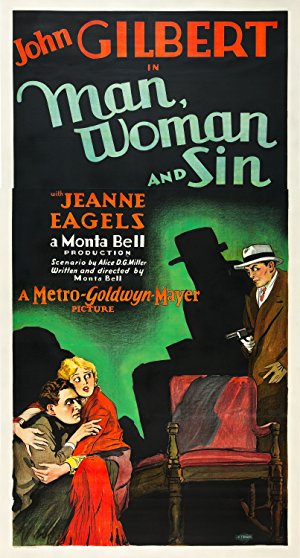 John GILBERT
IN
Man,
Woman
AND Sin
with JEANNE
EAGELS
a Monta Bell
PRODUCTION
Scenario by Alice D.G. Miller
Written and directed by
Monta Bell
A Metro-Goldwyn-Mayer
PICTURE